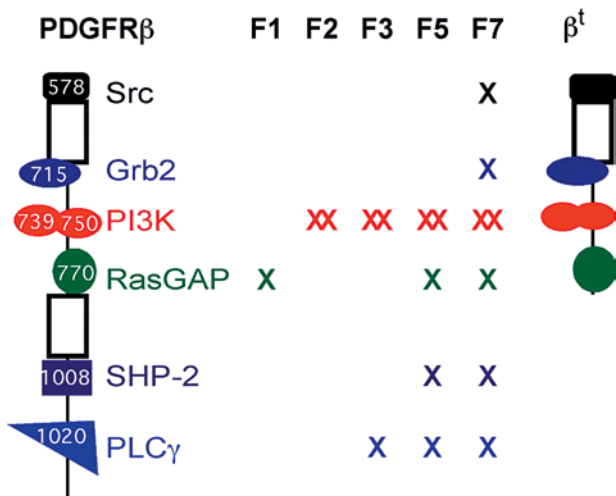 PDGFRβ F1 F2 F3 F5 F7 βᵗ
578 Src X
715 Grb2 X
739 750 PI3K XX XX XX XX
770 RasGAP X X X
1008 SHP-2 X X
1020 PLCγ X X X